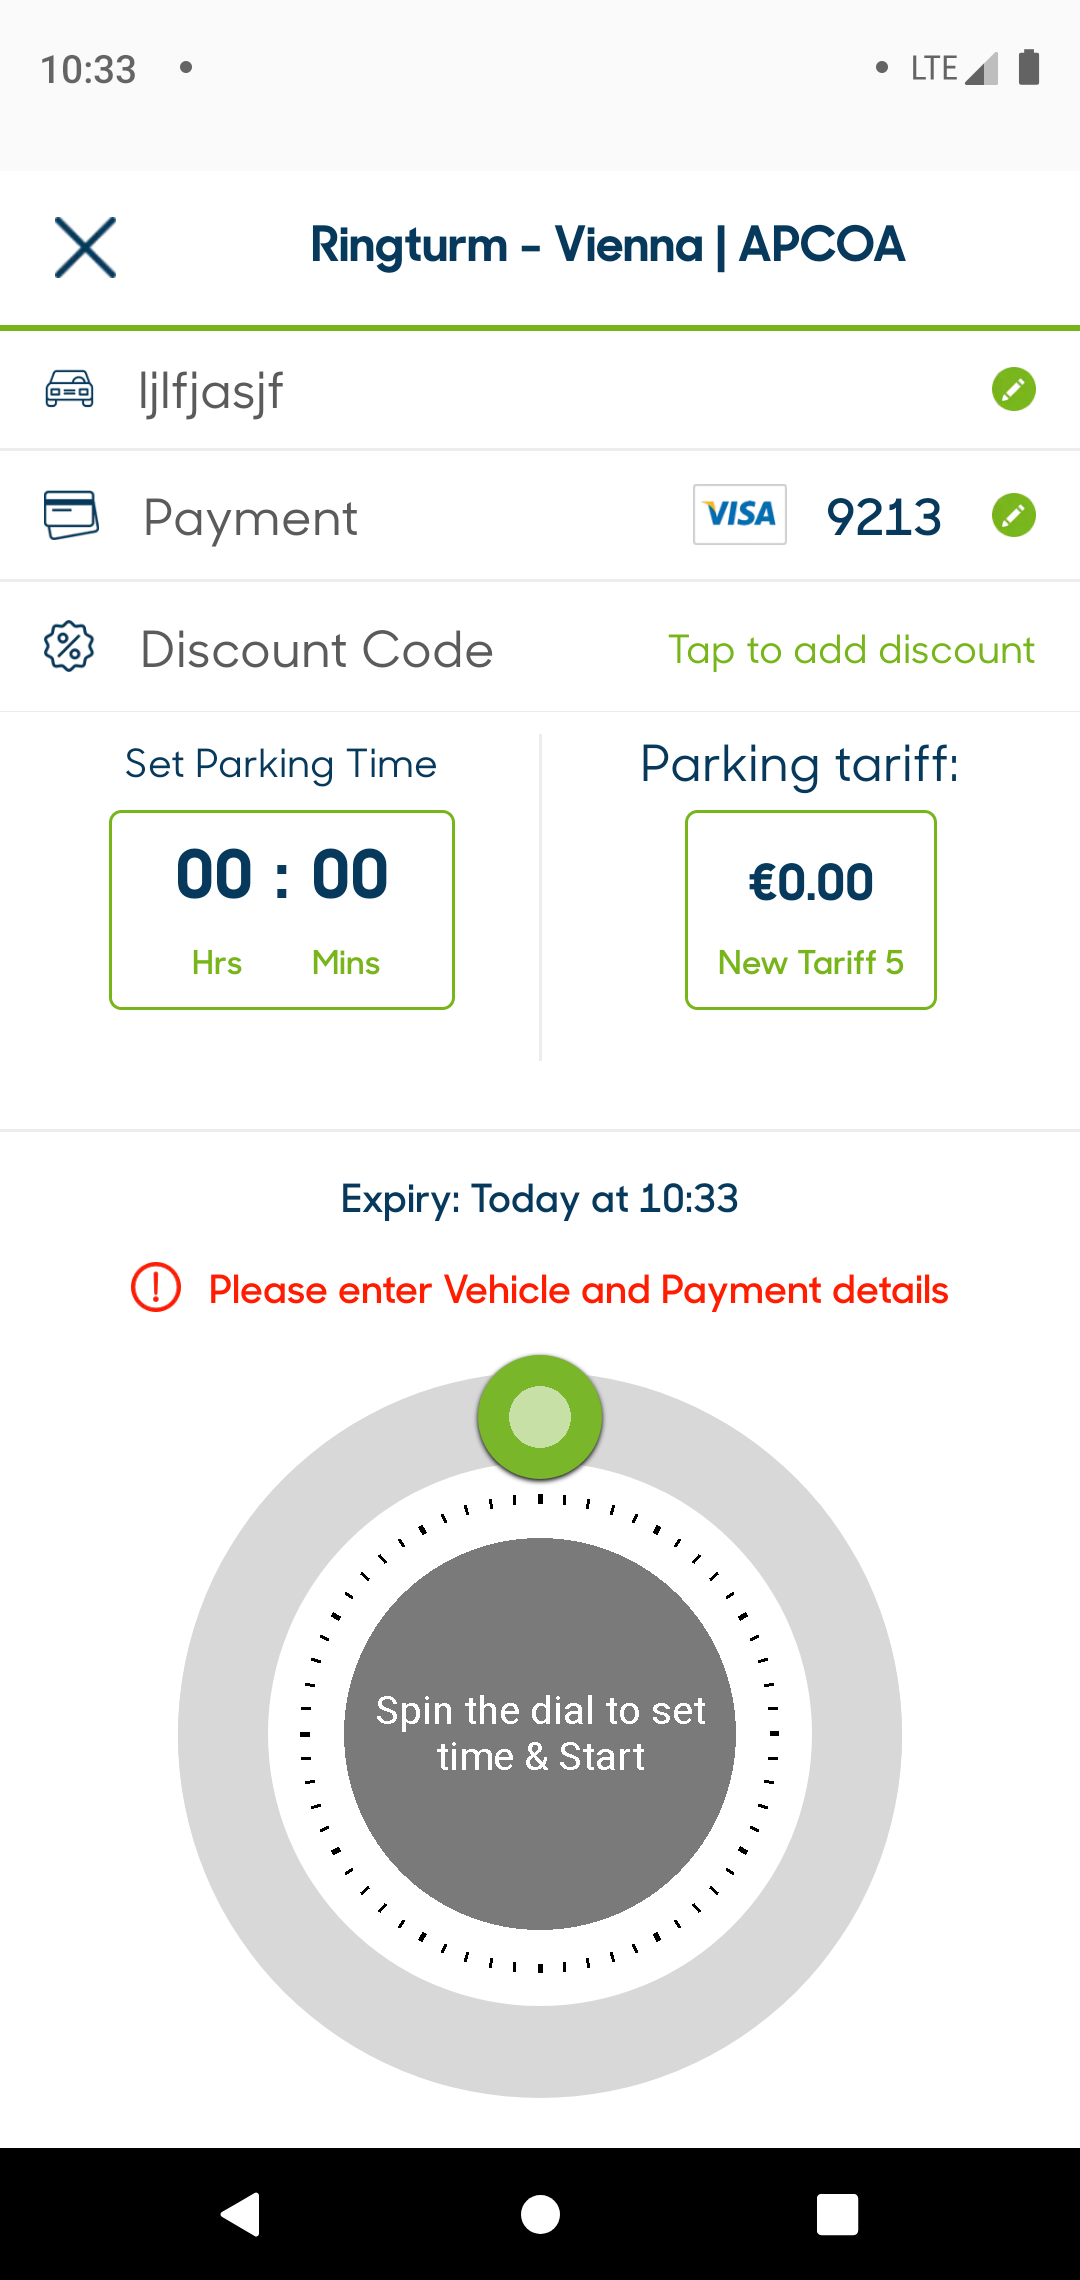 10:33
LTE
Ringturm - Vienna | APCOA
ljlfjasjf
Payment VISA 9213
Discount Code Tap to add discount
Set Parking Time
00 : 00
Hrs Mins
Parking tariff:
€0.00
New Tariff 5
Expiry: Today at 10:33
Please enter Vehicle and Payment details
Spin the dial to set
time & Start